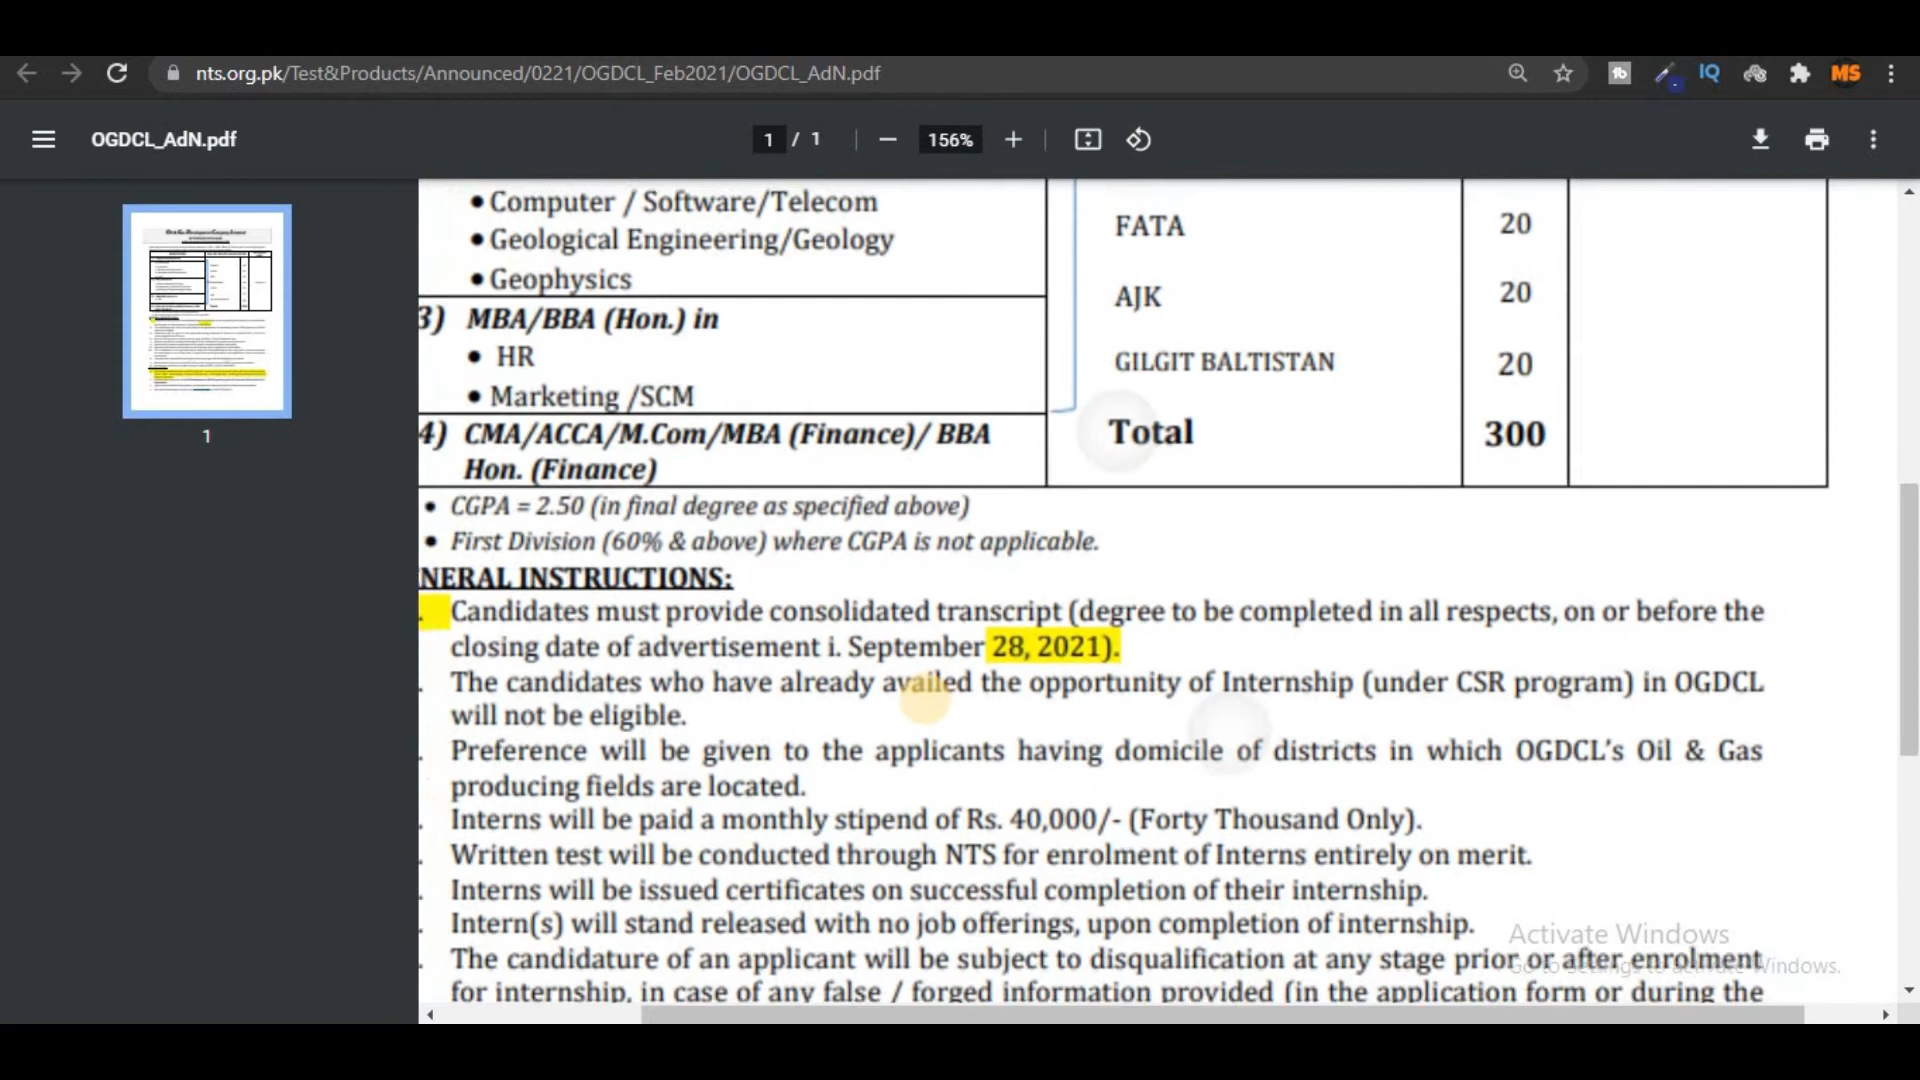 nts.org.pk/Test&Products/Announced/0221/OGDCL_Feb2021/OGDCL_AdN.pdf
IQ
MS
OGDCL_AdN.pdf
1 / 1
156%
1
• Computer / Software/Telecom
• Geological Engineering/Geology
• Geophysics
3) MBA/BBA (Hon.) in
• HR
• Marketing /SCM
4) CMA/ACCA/M.Com/MBA (Finance)/ BBA
Hon. (Finance)
FATA 20
AJK 20
GILGIT BALTISTAN 20
Total 300
• CGPA = 2.50 (in final degree as specified above)
• First Division (60% & above) where CGPA is not applicable.
NERAL INSTRUCTIONS:
. Candidates must provide consolidated transcript (degree to be completed in all respects, on or before the
closing date of advertisement i. September 28, 2021).
. The candidates who have already availed the opportunity of Internship (under CSR program) in OGDCL
will not be eligible.
. Preference will be given to the applicants having domicile of districts in which OGDCL's Oil & Gas
producing fields are located.
. Interns will be paid a monthly stipend of Rs. 40,000/- (Forty Thousand Only).
. Written test will be conducted through NTS for enrolment of Interns entirely on merit.
. Interns will be issued certificates on successful completion of their internship.
. Intern(s) will stand released with no job offerings, upon completion of internship.
. The candidature of an applicant will be subject to disqualification at any stage prior or after enrolment
for internship, in case of any false / forged information provided (in the application form or during the
Activate Windows
Go to Settings to activate Windows.